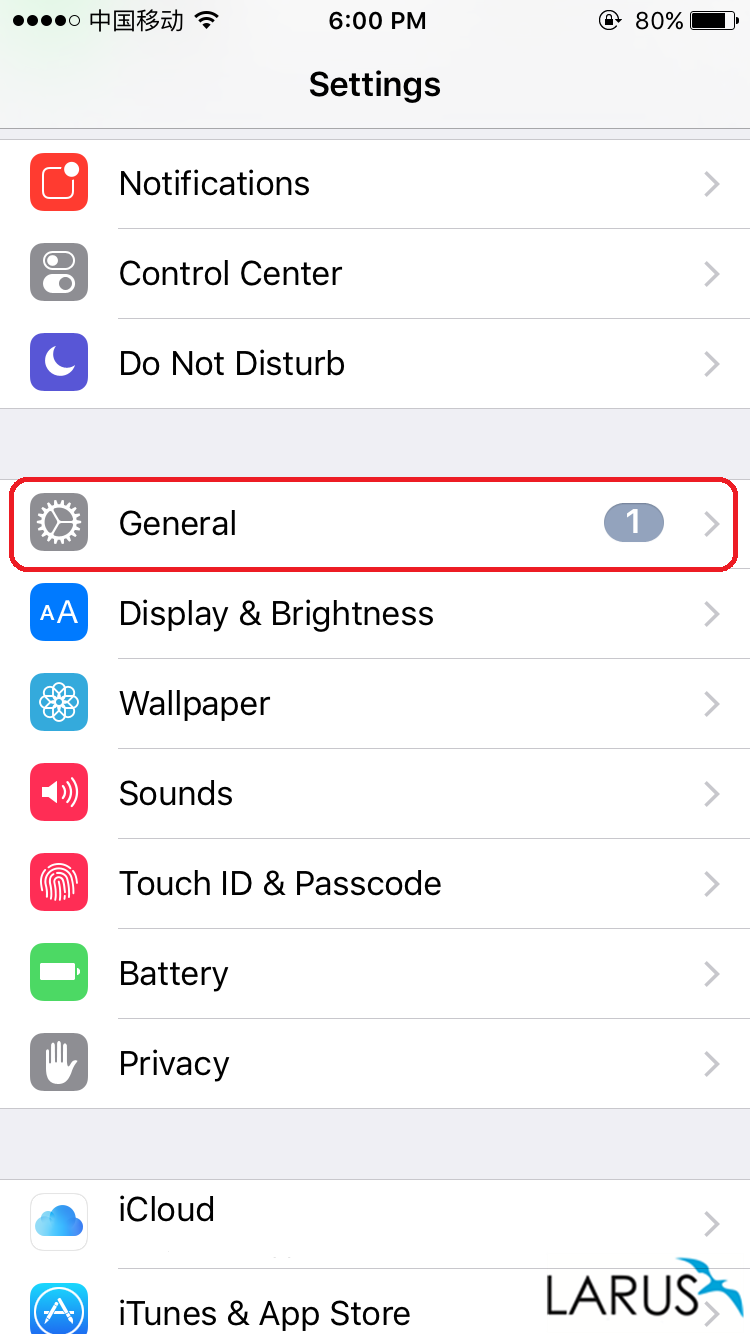 中国移动 6:00 PM 80%
Settings
Notifications
Control Center
Do Not Disturb
General 1
AA Display & Brightness
Wallpaper
Sounds
Touch ID & Passcode
Battery
Privacy
iCloud
iTunes & App Store
LARUS